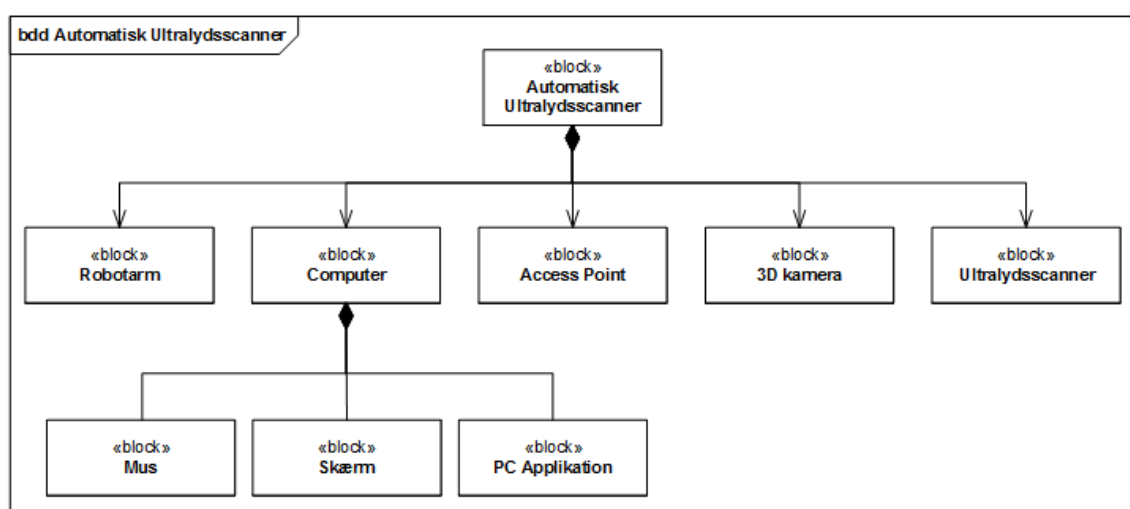 bdd Automatisk Ultralydsscanner
«block»
Automatisk
Ultralydsscanner
«block»
Robotarm
«block»
Computer
«block»
Access Point
«block»
3D kamera
«block»
Ultralydsscanner
«block»
Mus
«block»
Skærm
«block»
PC Applikation